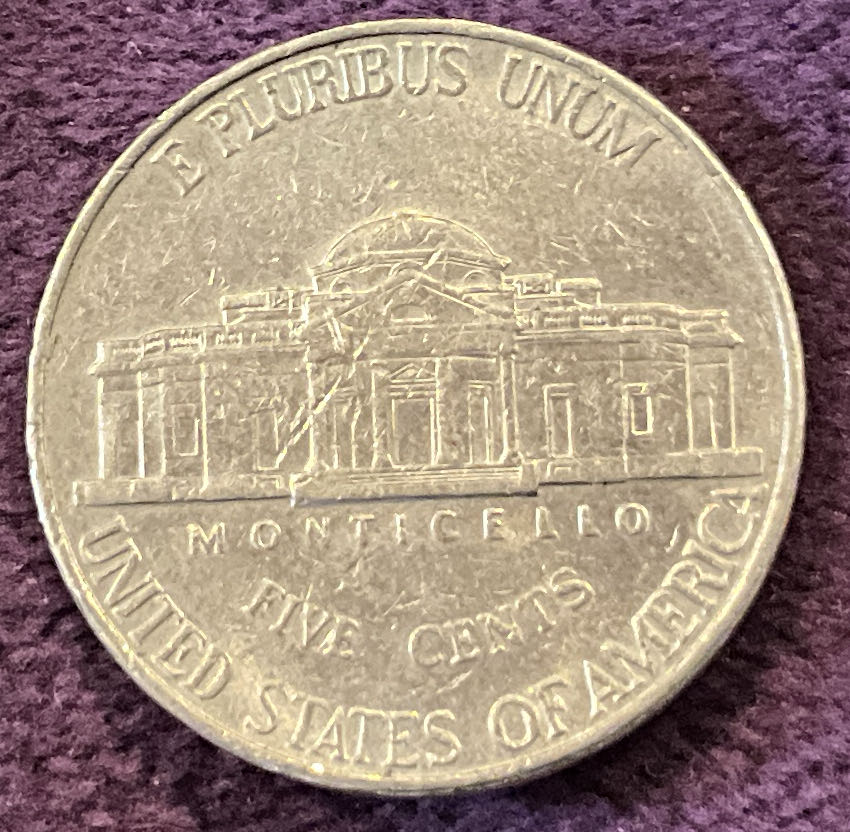 E PLURIBUS UNUM
MONTICELLO
FIVE CENTS
UNITED STATES OF AMERICA